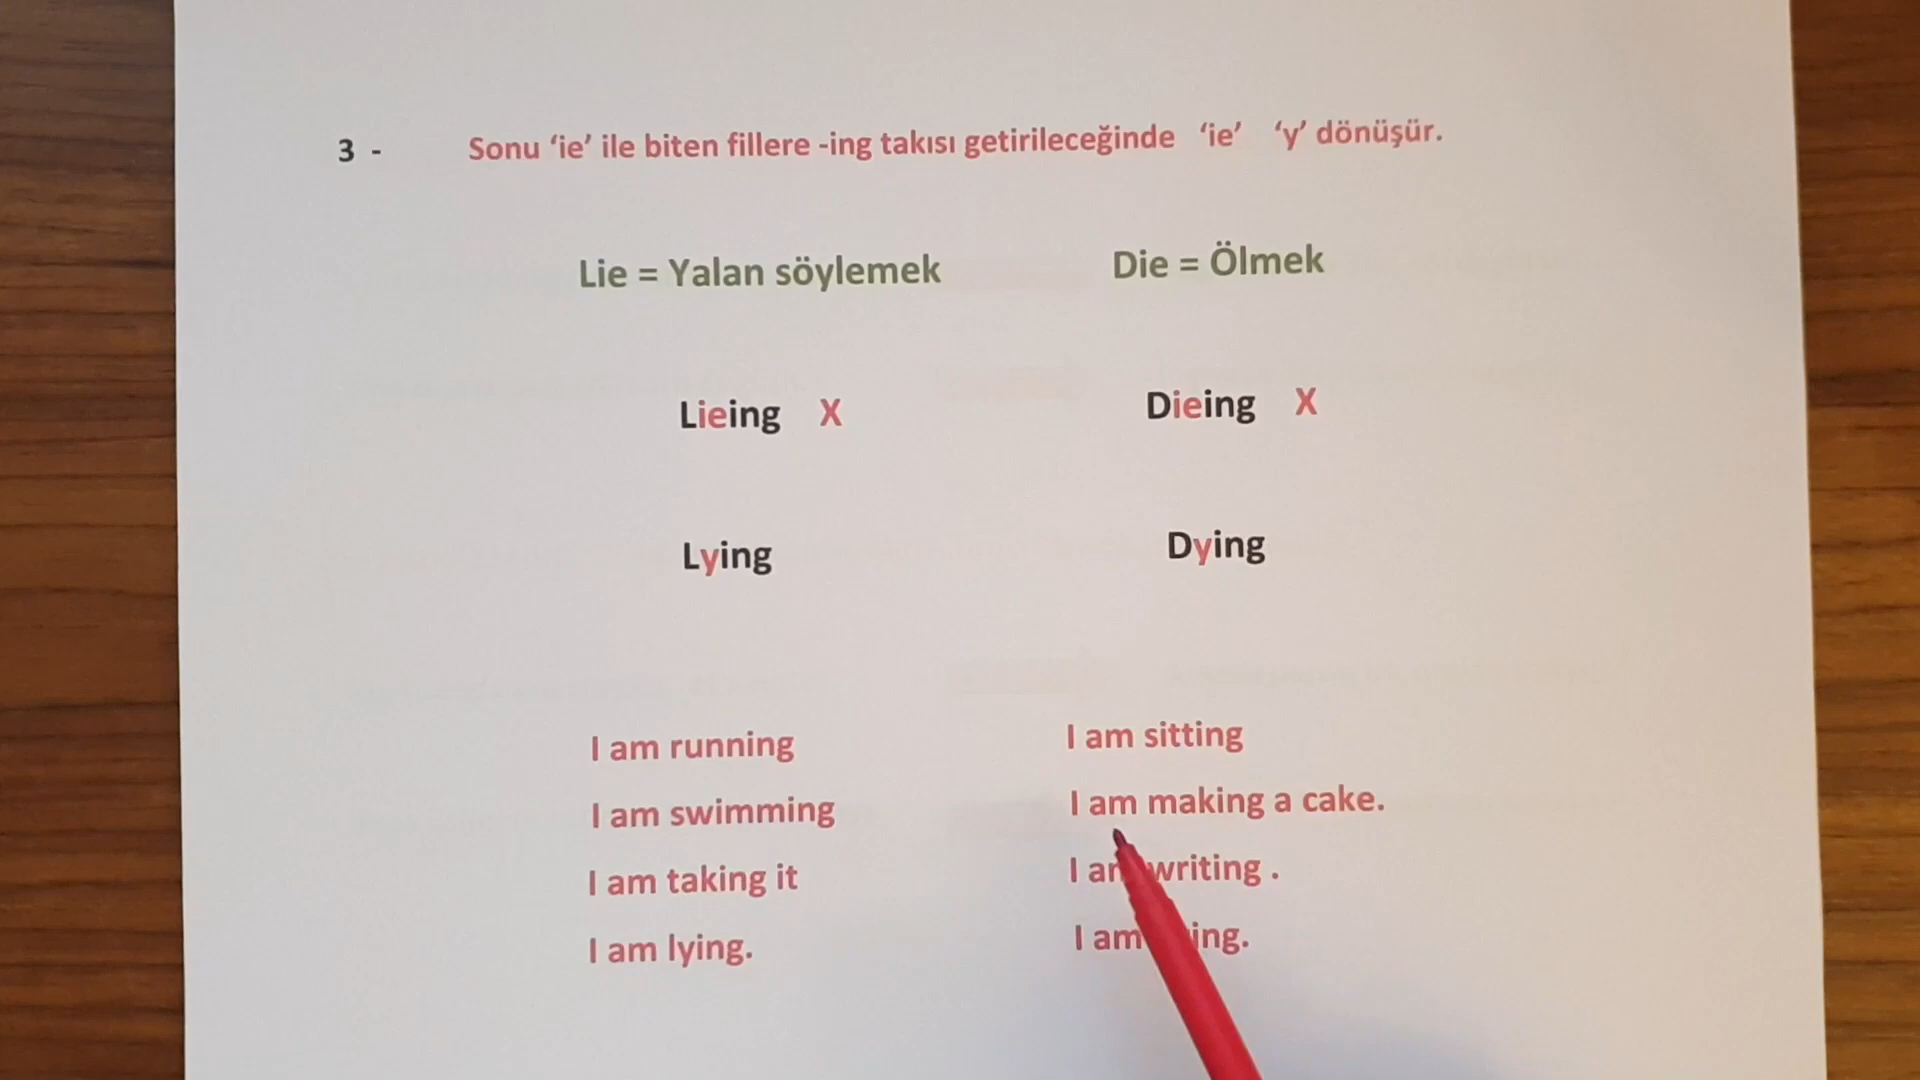 3 - Sonu ‘ie’ ile biten fillere -ing takısı getirileceğinde ‘ie’ ‘y’ dönüşür.
Lie = Yalan söylemek Die = Ölmek
Lieing X Dieing X
Lying Dying
I am running I am sitting
I am swimming I am making a cake.
I am taking it I am writing .
I am lying. I am